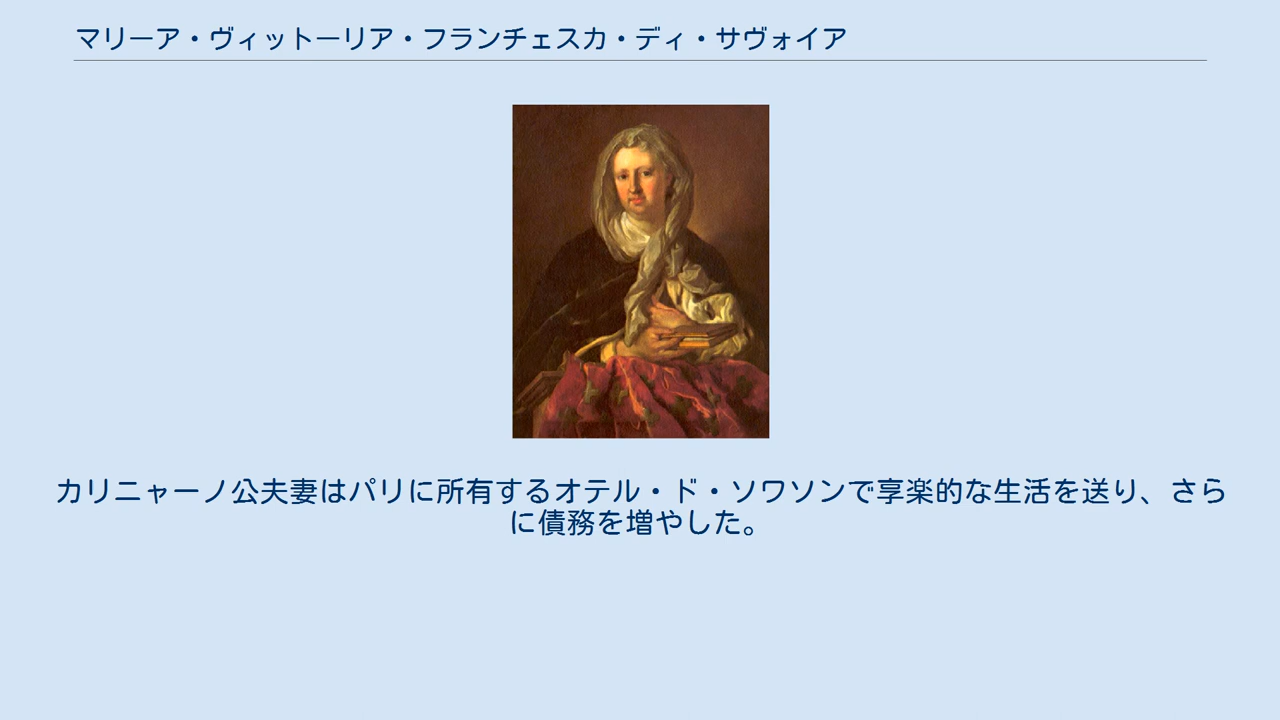 マリーア・ヴィットーリア・フランチェスカ・ディ・サヴォイア
カリニャーノ公夫妻はパリに所有するオテル・ド・ソワソンで享楽的な生活を送り、さら
に債務を増やした。